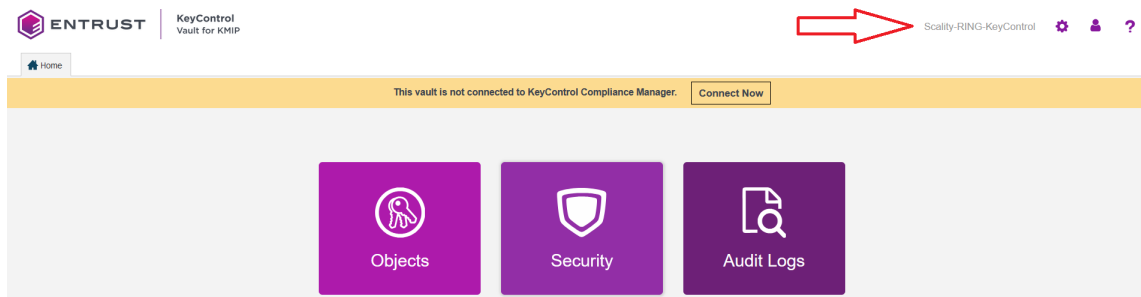 ENTRUST
KeyControl
Vault for KMIP
Scality-RING-KeyControl
?
Home
This vault is not connected to KeyControl Compliance Manager.
Connect Now
Objects
Security
Audit Logs